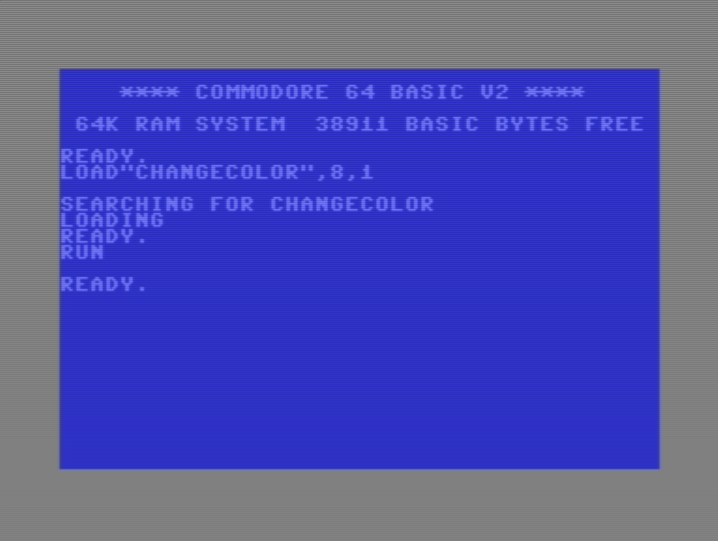 **** COMMODORE 64 BASIC V2 ****
64K RAM SYSTEM  38911 BASIC BYTES FREE
READY.
LOAD"CHANGECOLOR",8,1
SEARCHING FOR CHANGECOLOR
LOADING
READY.
RUN
READY.